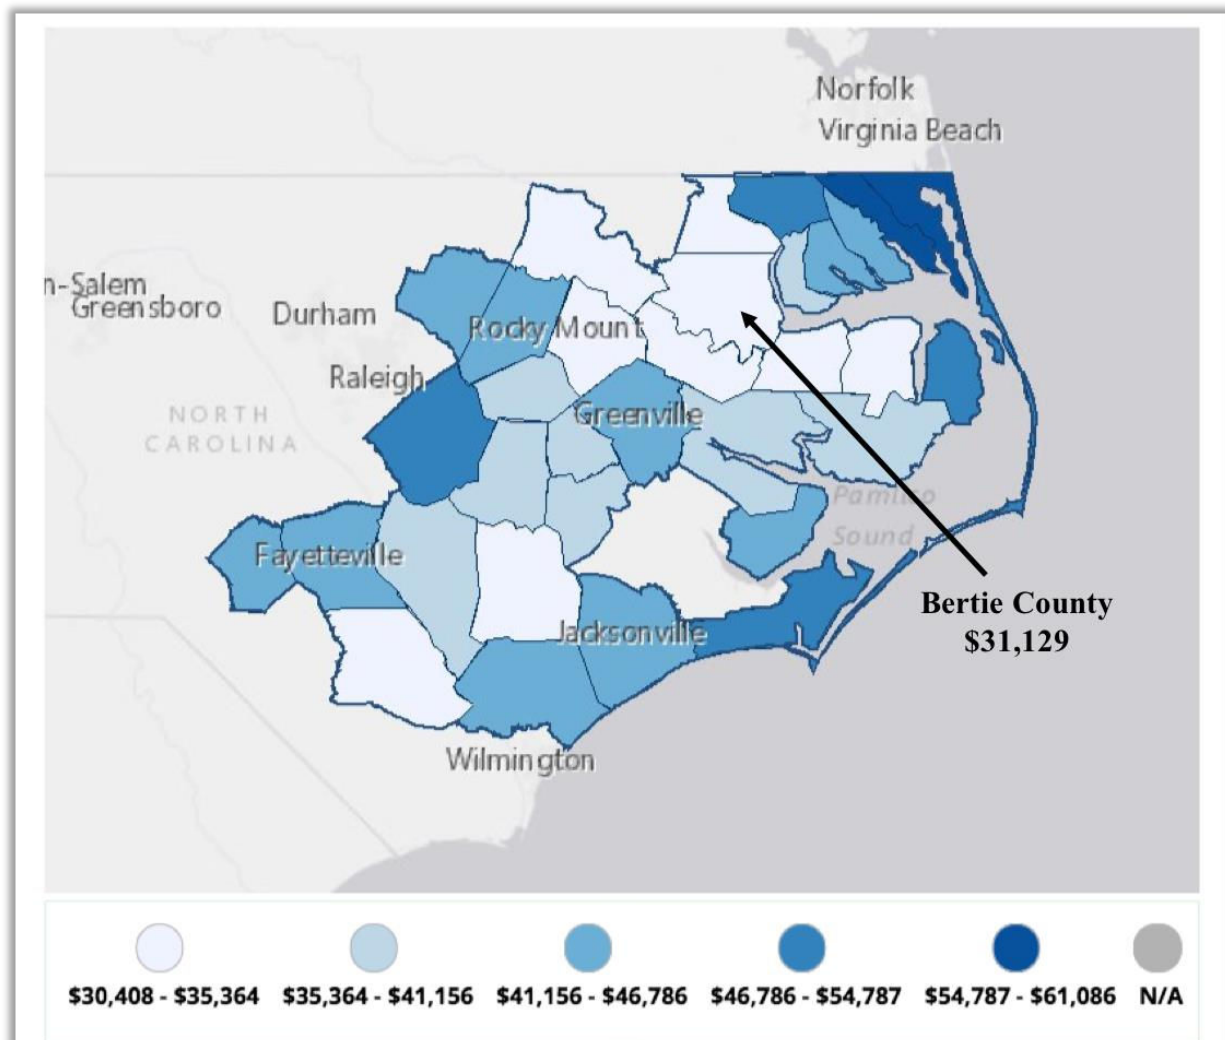 Norfolk
Virginia Beach
n-Salem
Greensboro
Durham
Rocky Mount
Raleigh
NORTH
CAROLINA
Greenville
Pamlico
Sound
Fayetteville
Jacksonville
Bertie County
$31,129
Wilmington
$30,408 - $35,364
$35,364 - $41,156
$41,156 - $46,786
$46,786 - $54,787
$54,787 - $61,086
N/A